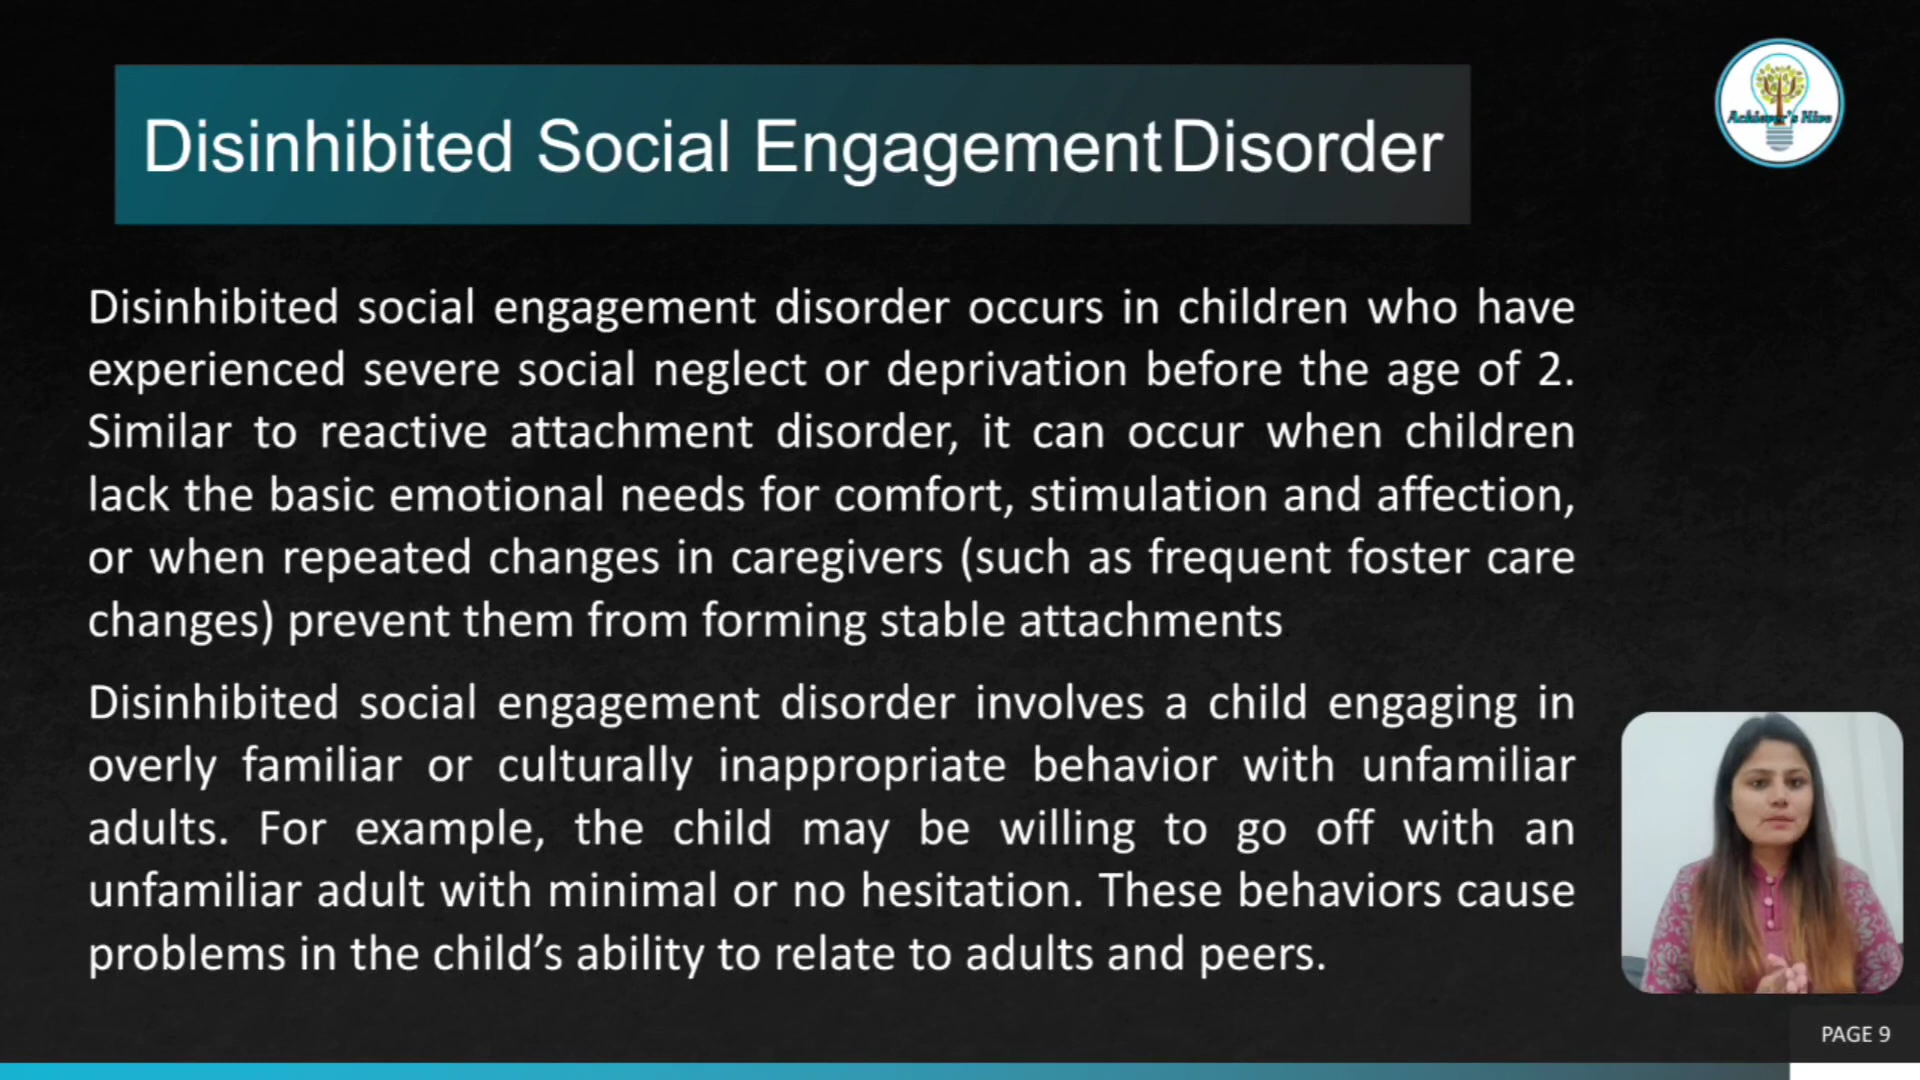 Disinhibited Social Engagement Disorder
Achiever's Hive
Disinhibited social engagement disorder occurs in children who have
experienced severe social neglect or deprivation before the age of 2.
Similar to reactive attachment disorder, it can occur when children
lack the basic emotional needs for comfort, stimulation and affection,
or when repeated changes in caregivers (such as frequent foster care
changes) prevent them from forming stable attachments
Disinhibited social engagement disorder involves a child engaging in
overly familiar or culturally inappropriate behavior with unfamiliar
adults. For example, the child may be willing to go off with an
unfamiliar adult with minimal or no hesitation. These behaviors cause
problems in the child’s ability to relate to adults and peers.
PAGE 9